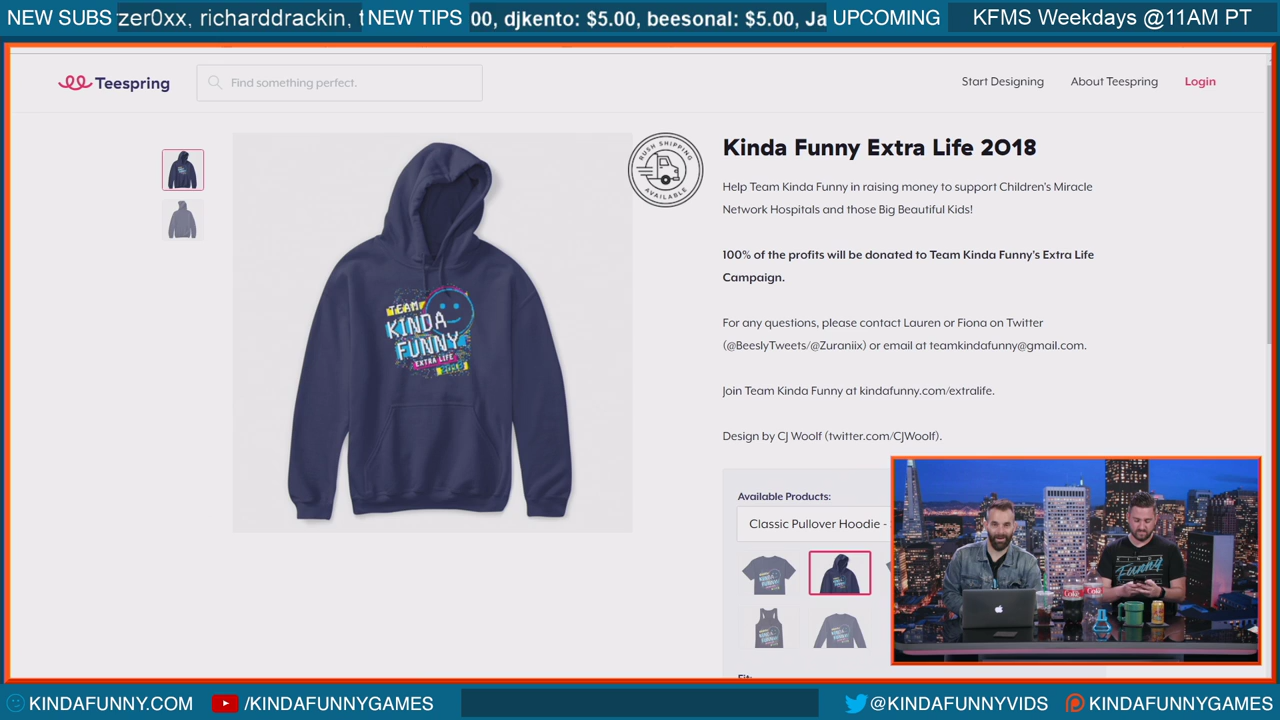 NEW SUBS zer0xx, richarddrackin, NEW TIPS 00, djkento: $5.00, beesonal: $5.00, Ja UPCOMING KFMS Weekdays @11AM PT
Teespring Find something perfect. Start Designing About Teespring Login
RUSH SHIPPING
AVAILABLE
Kinda Funny Extra Life 2018
Help Team Kinda Funny in raising money to support Children's Miracle
Network Hospitals and those Big Beautiful Kids!
100% of the profits will be donated to Team Kinda Funny's Extra Life
Campaign.
For any questions, please contact Lauren or Fiona on Twitter
(@BeeslyTweets/@Zuraniix) or email at teamkindafunny@gmail.com.
Join Team Kinda Funny at kindafunny.com/extralife.
Design by CJ Woolf (twitter.com/CJWoolf).
TEAM
KINDA
FUNNY
EXTRA LIFE
2018
Available Products:
Classic Pullover Hoodie -
Fit:
Funny
Coke
Coke
KINDAFUNNY.COM /KINDAFUNNYGAMES @KINDAFUNNYVIDS KINDAFUNNYGAMES